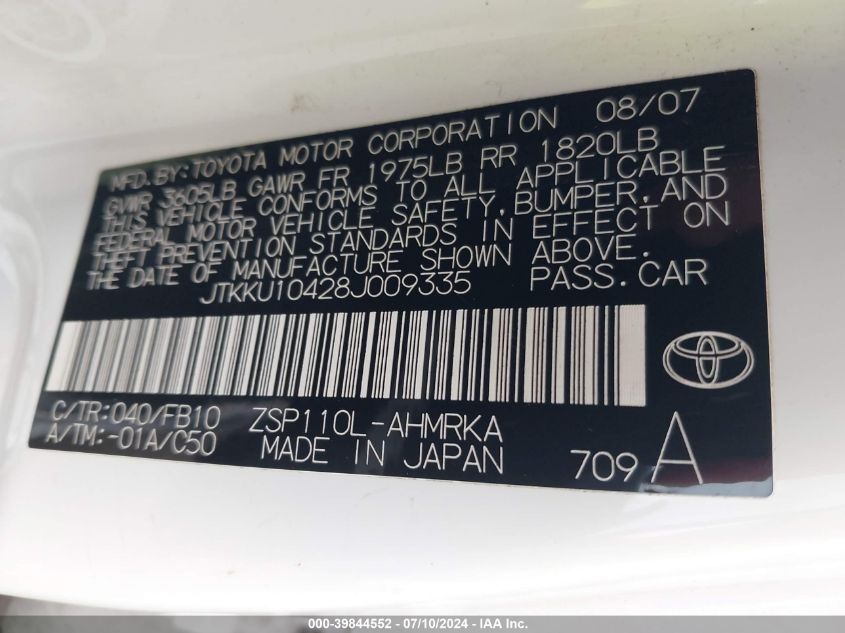 MFD.BY:TOYOTA MOTOR CORPORATION 08/07
GVWR 3605LB GAWR FR 1975LB RR 1820LB
THIS VEHICLE CONFORMS TO ALL APPLICABLE
FEDERAL MOTOR VEHICLE SAFETY,BUMPER,AND
THEFT PREVENTION STANDARDS IN EFFECT ON
THE DATE OF MANUFACTURE SHOWN ABOVE.
JTKKU10428J009335 PASS.CAR
C/TR:040/FB10 ZSP110L-AHMRKA
A/TM:-01A/C50 MADE IN JAPAN 709 A
000-39844552 - 07/10/2024 - IAA Inc.